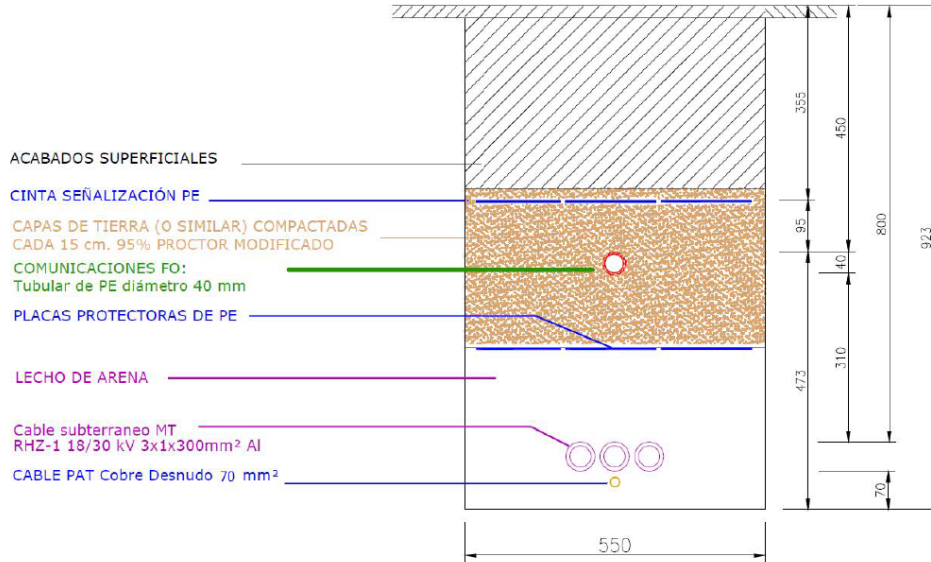 ACABADOS SUPERFICIALES
CINTA SEÑALIZACIÓN PE
CAPAS DE TIERRA (O SIMILAR) COMPACTADAS
CADA 15 cm. 95% PROCTOR MODIFICADO
COMUNICACIONES FO:
Tubular de PE diámetro 40 mm
PLACAS PROTECTORAS DE PE
LECHO DE ARENA
Cable subterraneo MT
RHZ-1 18/30 kV 3x1x300mm² Al
CABLE PAT Cobre Desnudo 70 mm²
355
450
95
800
923
40
310
473
70
550